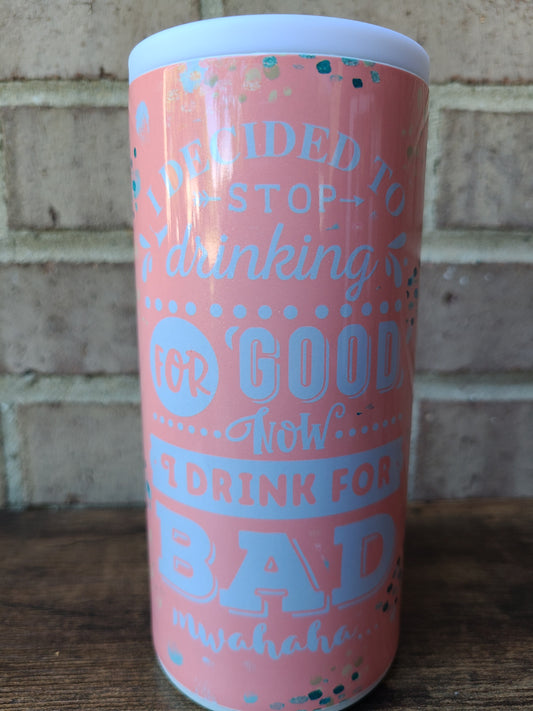 I DECIDED TO
STOP
drinking
FOR 'GOOD,
NOW
I DRINK FOR
BAD
mwahaha...